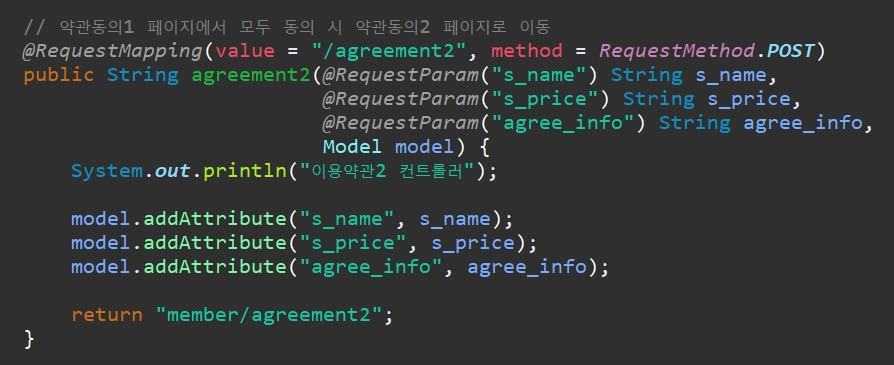 // 약관동의1 페이지에서 모두 동의 시 약관동의2 페이지로 이동
@RequestMapping(value = "/agreement2", method = RequestMethod.POST)
public String agreement2(@RequestParam("s_name") String s_name,
@RequestParam("s_price") String s_price,
@RequestParam("agree_info") String agree_info,
Model model) {
System.out.println("이용약관2 컨트롤러");
model.addAttribute("s_name", s_name);
model.addAttribute("s_price", s_price);
model.addAttribute("agree_info", agree_info);
return "member/agreement2";
}